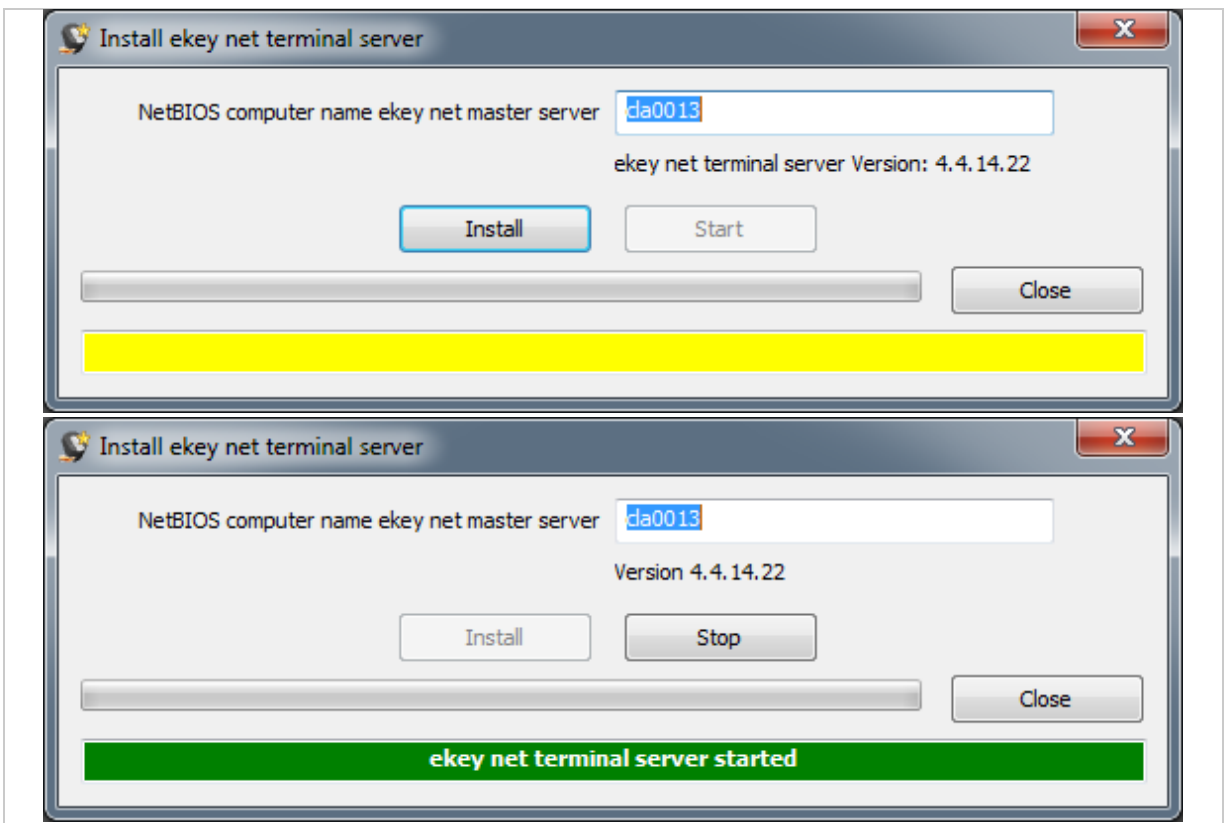 Install ekey net terminal server
X
NetBIOS computer name ekey net master server cla0013
ekey net terminal server Version: 4.4.14.22
Install Start
Close
Install ekey net terminal server
X
NetBIOS computer name ekey net master server cla0013
Version 4.4.14.22
Install Stop
Close
ekey net terminal server started